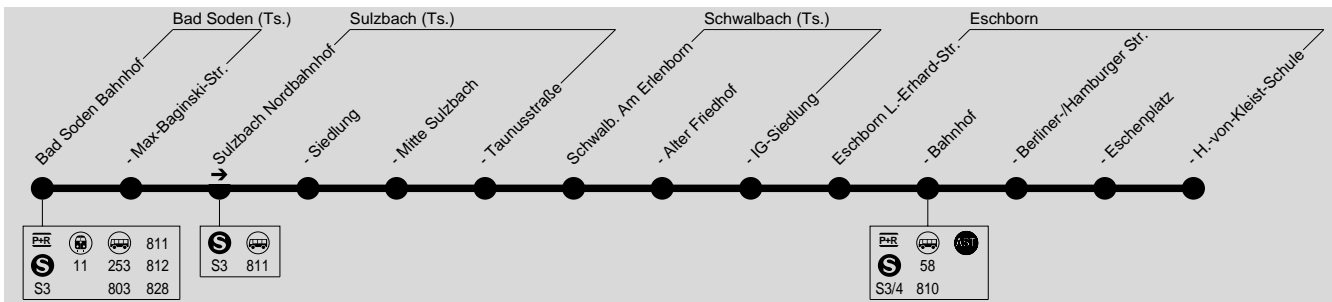 Bad Soden (Ts.)
Sulzbach (Ts.)
Schwalbach (Ts.)
Eschborn
Bad Soden Bahnhof
- Max-Baginski-Str.
Sulzbach Nordbahnhof
- Siedlung
- Mitte Sulzbach
- Taunusstraße
Schwalb. Am Erlenborn
- Alter Friedhof
- IG-Siedlung
Eschborn L.-Erhard-Str.
- Bahnhof
- Berliner-/Hamburger Str.
- Eschenplatz
- H.-von-Kleist-Schule
P+R 811
S 11 253 812
S3 803 828
S
S3 811
P+R AST
S 58
S3/4 810